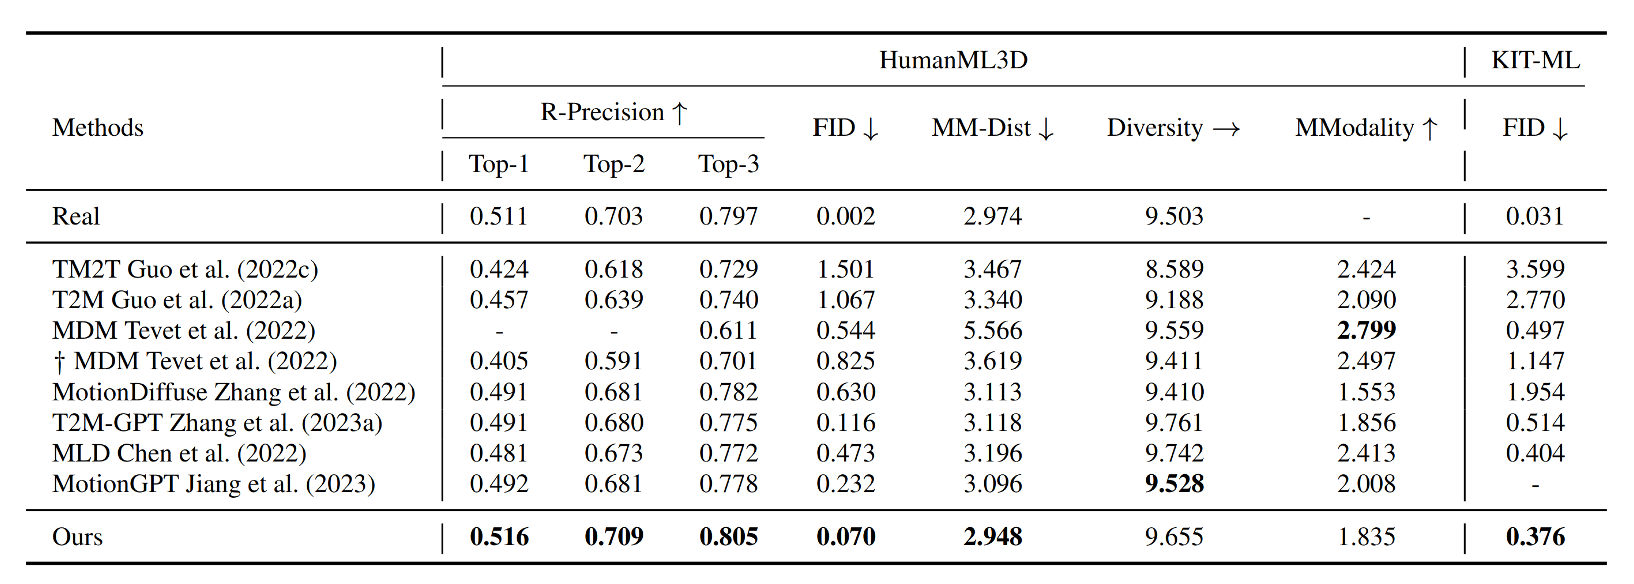 HumanML3D KIT-ML
Methods R-Precision ↑ FID ↓ MM-Dist ↓ Diversity → MModality ↑ FID ↓
Top-1 Top-2 Top-3
Real 0.511 0.703 0.797 0.002 2.974 9.503 - 0.031
TM2T Guo et al. (2022c) 0.424 0.618 0.729 1.501 3.467 8.589 2.424 3.599
T2M Guo et al. (2022a) 0.457 0.639 0.740 1.067 3.340 9.188 2.090 2.770
MDM Tevet et al. (2022) - - 0.611 0.544 5.566 9.559 2.799 0.497
† MDM Tevet et al. (2022) 0.405 0.591 0.701 0.825 3.619 9.411 2.497 1.147
MotionDiffuse Zhang et al. (2022) 0.491 0.681 0.782 0.630 3.113 9.410 1.553 1.954
T2M-GPT Zhang et al. (2023a) 0.491 0.680 0.775 0.116 3.118 9.761 1.856 0.514
MLD Chen et al. (2022) 0.481 0.673 0.772 0.473 3.196 9.742 2.413 0.404
MotionGPT Jiang et al. (2023) 0.492 0.681 0.778 0.232 3.096 9.528 2.008 -
Ours 0.516 0.709 0.805 0.070 2.948 9.655 1.835 0.376